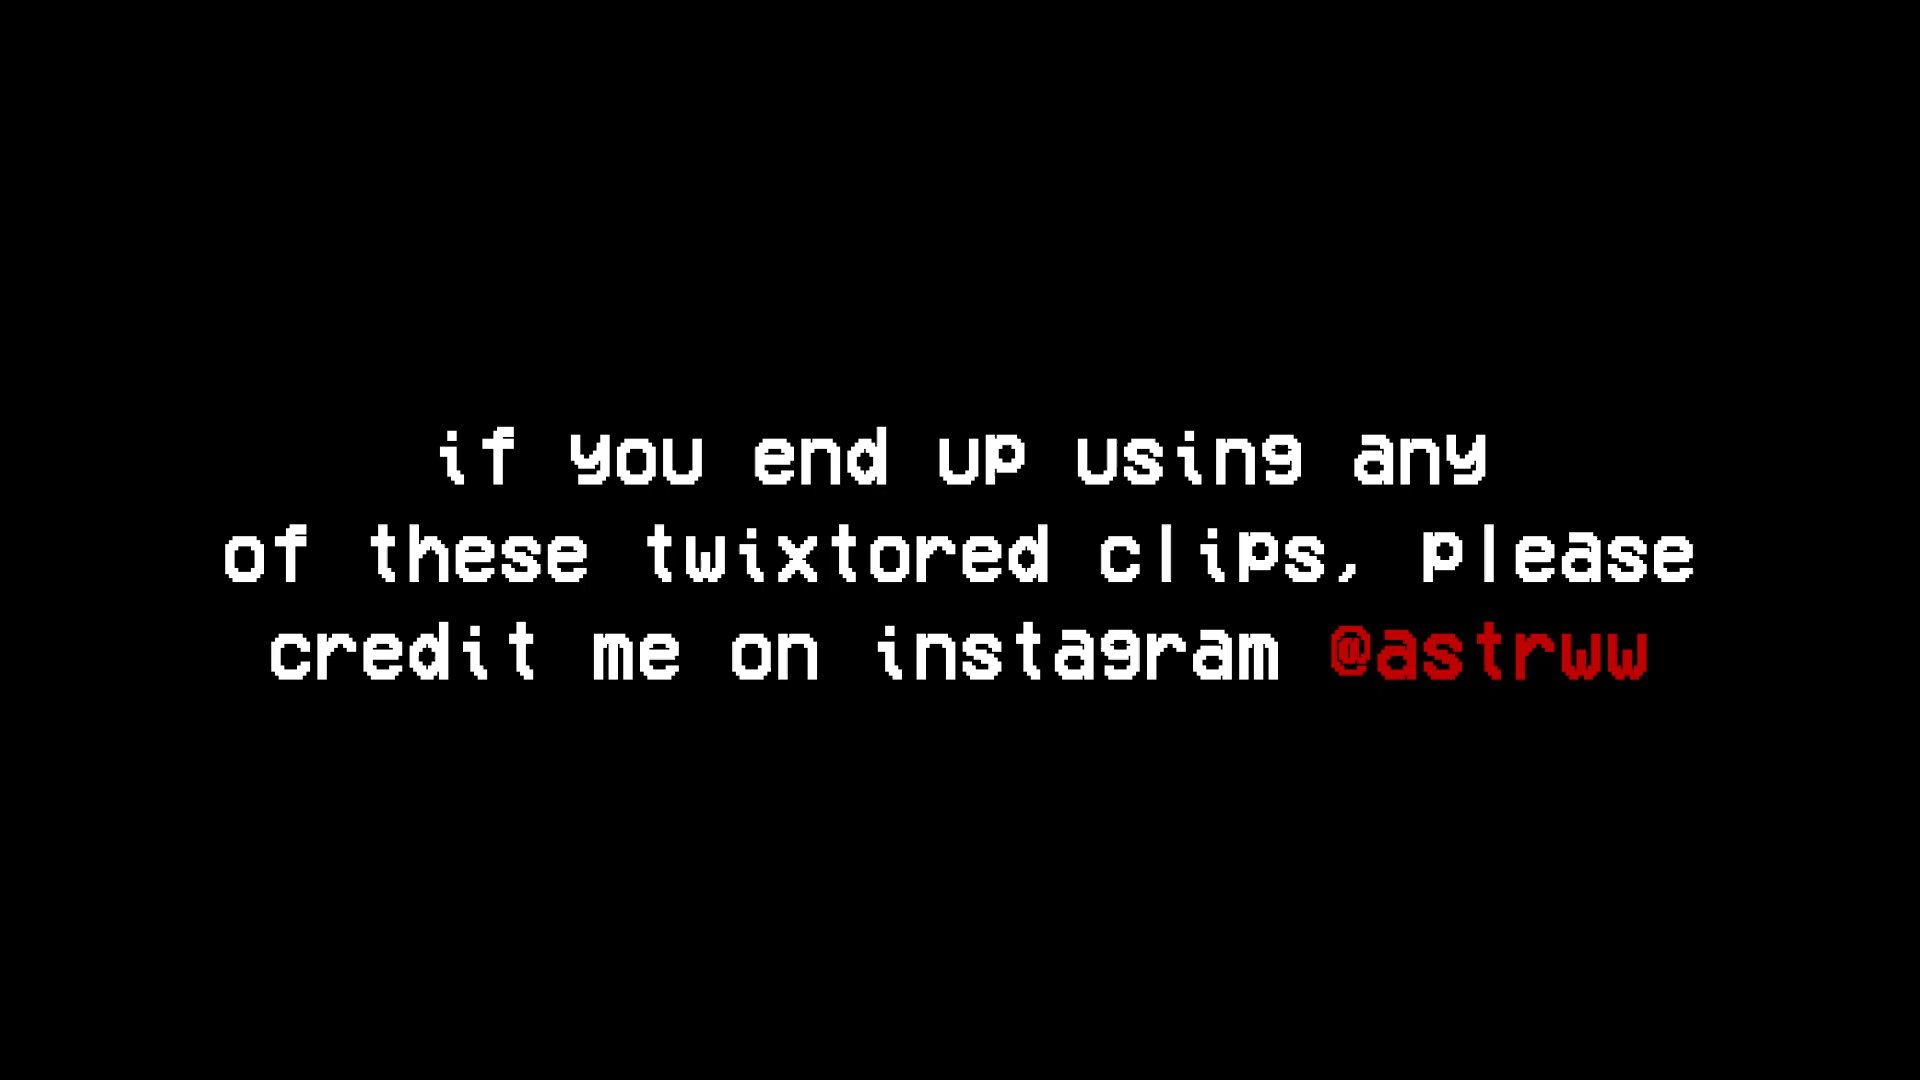 if you end up using any
of these twixtored clips, please
credit me on instagram @astrww